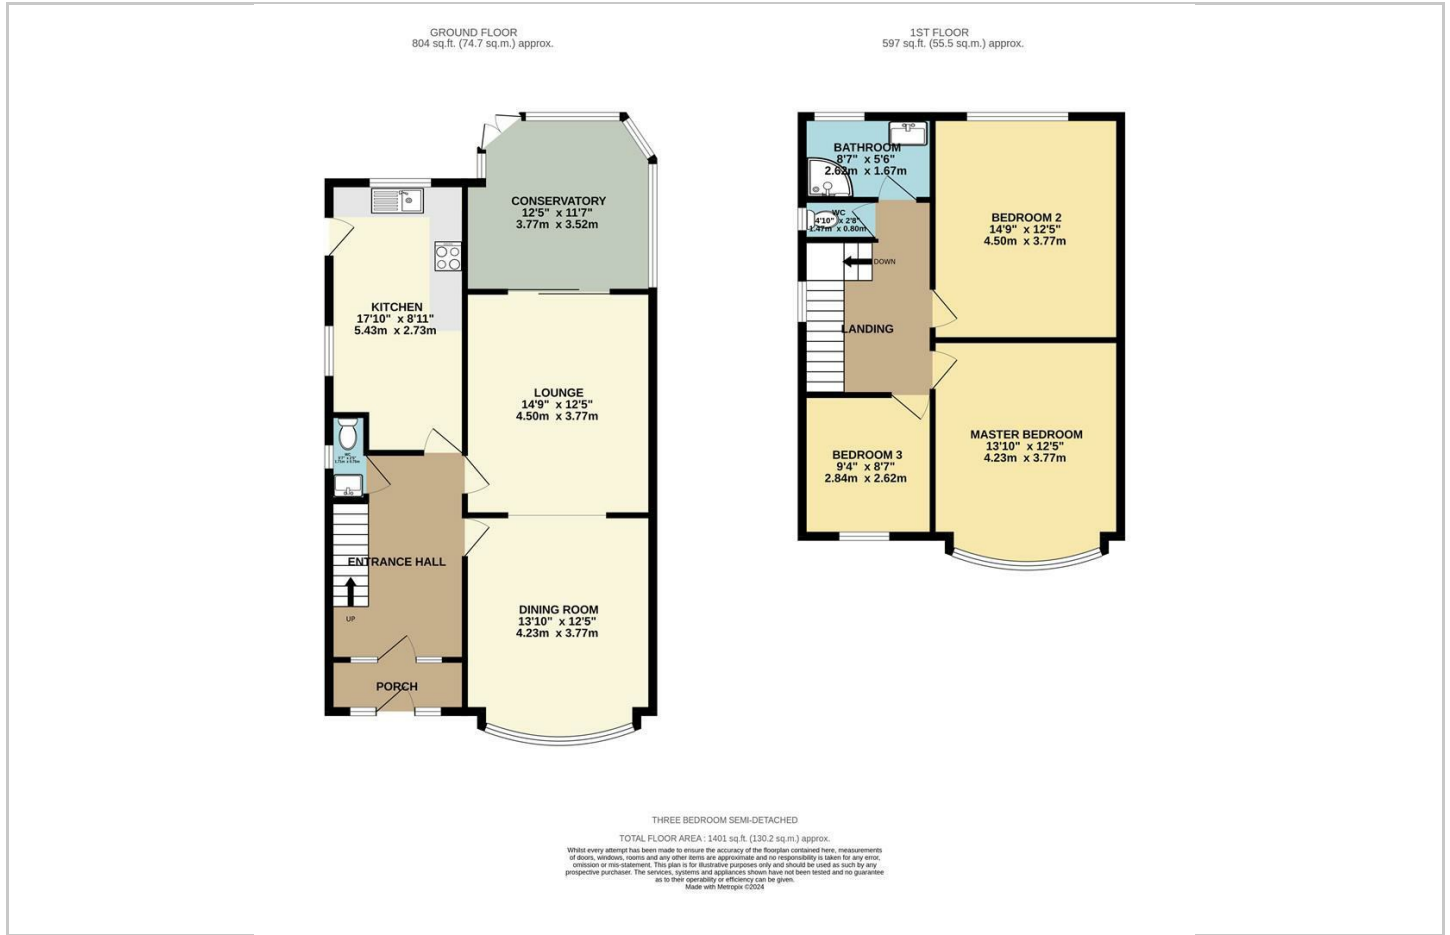 GROUND FLOOR
804 sq.ft. (74.7 sq.m.) approx.
1ST FLOOR
597 sq.ft. (55.5 sq.m.) approx.
CONSERVATORY
12'5" x 11'7"
3.77m x 3.52m
KITCHEN
17'10" x 8'11"
5.43m x 2.73m
LOUNGE
14'9" x 12'5"
4.50m x 3.77m
WC
ENTRANCE HALL
UP
DINING ROOM
13'10" x 12'5"
4.23m x 3.77m
PORCH
BATHROOM
8'7" x 5'6"
2.62m x 1.67m
WC
4'10" x 2'8"
1.47m x 0.80m
BEDROOM 2
14'9" x 12'5"
4.50m x 3.77m
DOWN
LANDING
MASTER BEDROOM
13'10" x 12'5"
4.23m x 3.77m
BEDROOM 3
9'4" x 8'7"
2.84m x 2.62m
THREE BEDROOM SEMI-DETACHED
TOTAL FLOOR AREA : 1401 sq.ft. (130.2 sq.m.) approx.
Whilst every attempt has been made to ensure the accuracy of the floorplan contained here, measurements
of doors, windows, rooms and any other items are approximate and no responsibility is taken for any error,
omission or mis-statement. This plan is for illustrative purposes only and should be used as such by any
prospective purchaser. The services, systems and appliances shown have not been tested and no guarantee
as to their operability or efficiency can be given.
Made with Metropix ©2024